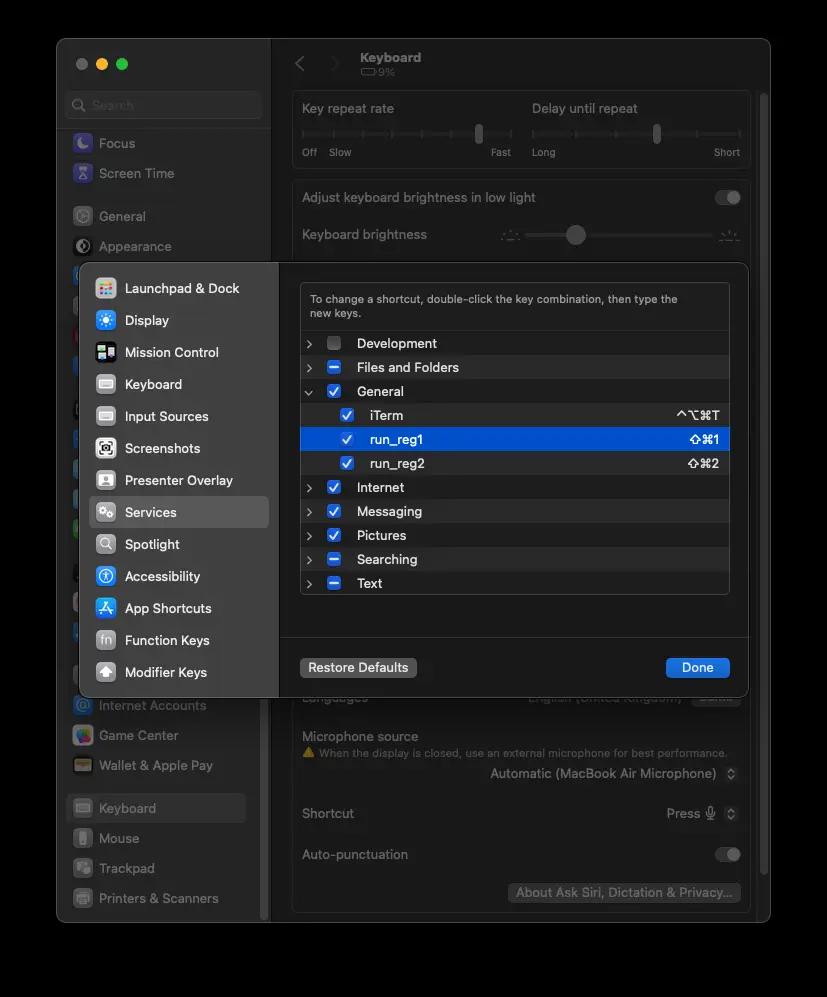 Keyboard
9%
Search
Key repeat rate
Delay until repeat
Off Slow Fast
Long Short
Focus
Screen Time
General
Appearance
Adjust keyboard brightness in low light
Keyboard brightness
Launchpad & Dock
Display
Mission Control
Keyboard
Input Sources
Screenshots
Presenter Overlay
Services
Spotlight
Accessibility
App Shortcuts
fn Function Keys
Modifier Keys
To change a shortcut, double-click the key combination, then type the
new keys.
Development
Files and Folders
General
iTerm ^⌥⌘T
run_reg1 ⇧⌘1
run_reg2 ⇧⌘2
Internet
Messaging
Pictures
Searching
Text
Restore Defaults
Done
Internet Accounts
Game Center
Wallet & Apple Pay
Keyboard
Mouse
Trackpad
Printers & Scanners
Languages English (United Kingdom)
Microphone source
When the display is closed, use an external microphone for best performance.
Automatic (MacBook Air Microphone)
Shortcut Press
Auto-punctuation
About Ask Siri, Dictation & Privacy...